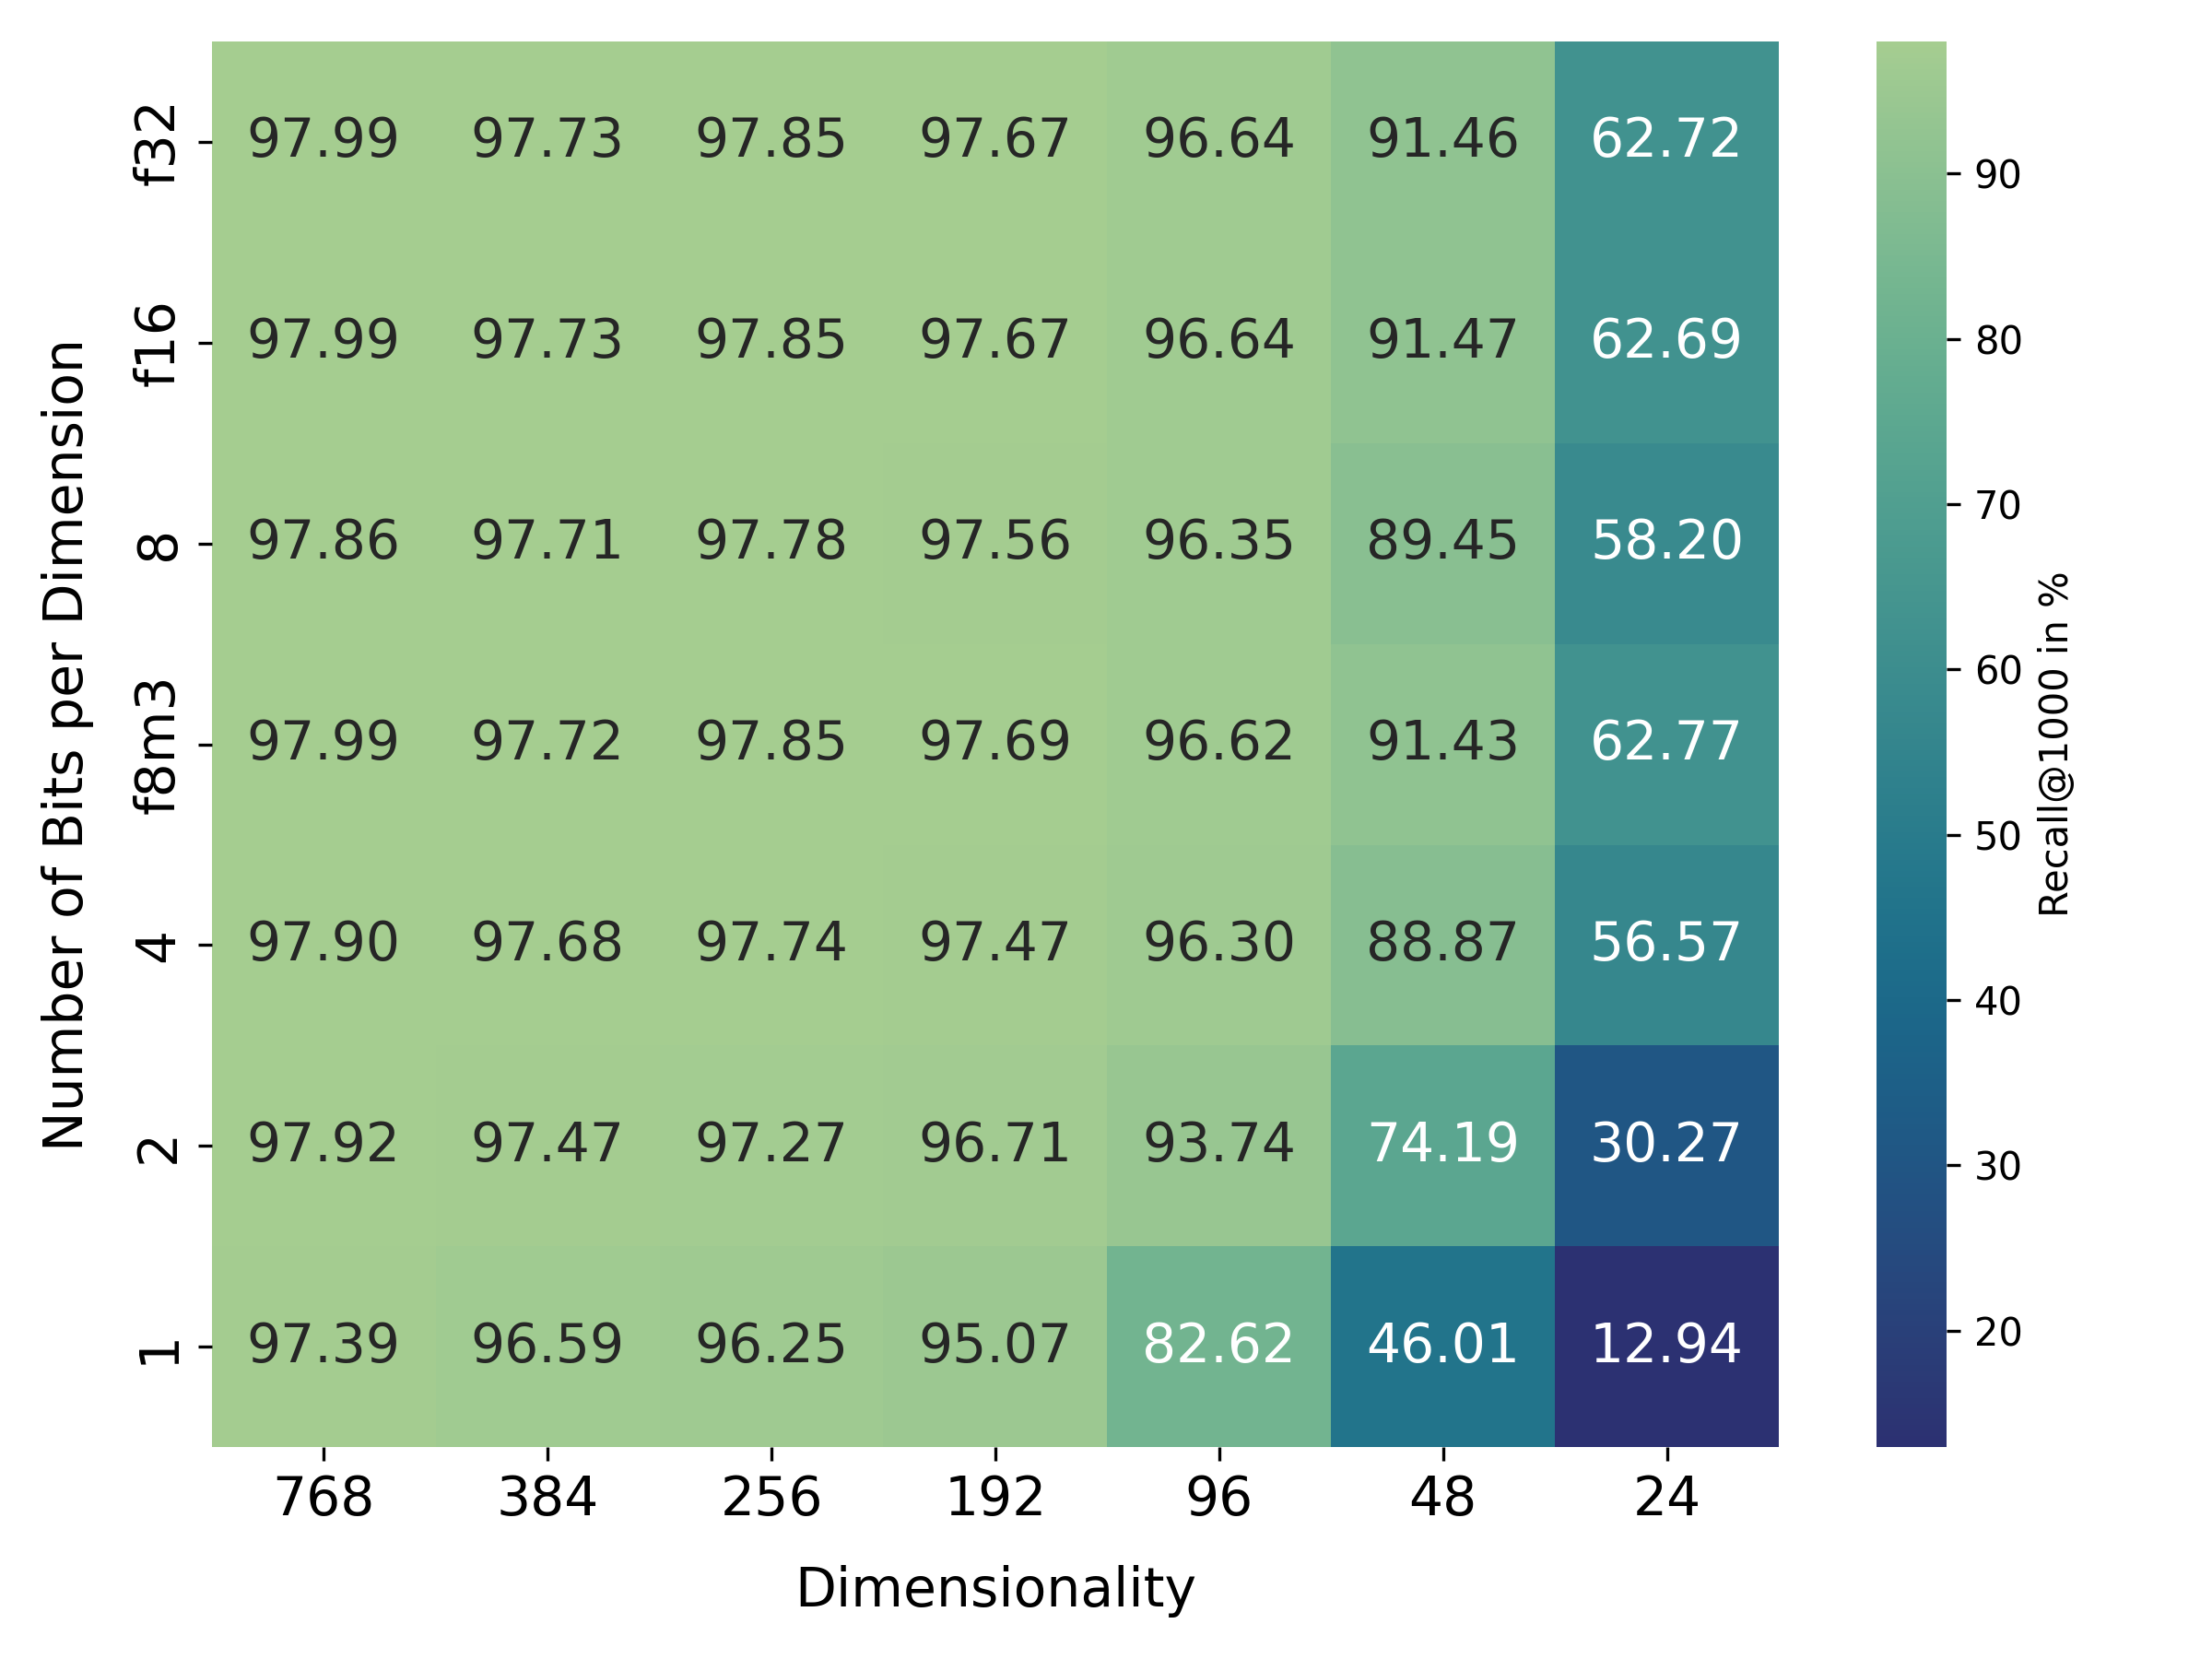 Number of Bits per Dimension
f32 97.99 97.73 97.85 97.67 96.64 91.46 62.72
f16 97.99 97.73 97.85 97.67 96.64 91.47 62.69
8 97.86 97.71 97.78 97.56 96.35 89.45 58.20
f8m3 97.99 97.72 97.85 97.69 96.62 91.43 62.77
4 97.90 97.68 97.74 97.47 96.30 88.87 56.57
2 97.92 97.47 97.27 96.71 93.74 74.19 30.27
1 97.39 96.59 96.25 95.07 82.62 46.01 12.94
768 384 256 192 96 48 24
Dimensionality
90
80
70
60
50
40
30
20
Recall@1000 in %